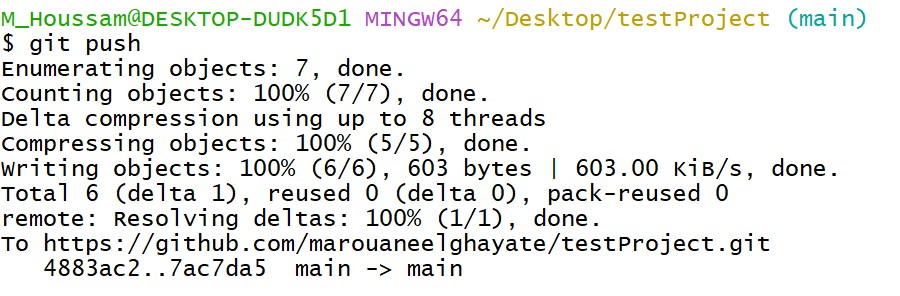 M_Houssam@DESKTOP-DUDK5D1 MINGW64 ~/Desktop/testProject (main)
$ git push
Enumerating objects: 7, done.
Counting objects: 100% (7/7), done.
Delta compression using up to 8 threads
Compressing objects: 100% (5/5), done.
Writing objects: 100% (6/6), 603 bytes | 603.00 KiB/s, done.
Total 6 (delta 1), reused 0 (delta 0), pack-reused 0
remote: Resolving deltas: 100% (1/1), done.
To https://github.com/marouaneelghayate/testProject.git
   4883ac2..7ac7da5  main -> main